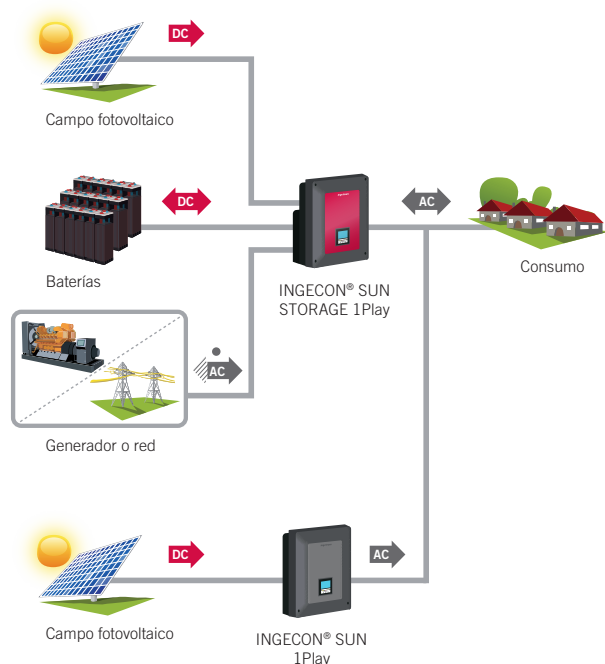 DC
Campo fotovoltaico
DC
AC
Baterías
INGECON® SUN
STORAGE 1Play
Consumo
AC
Generador o red
DC
AC
Campo fotovoltaico
INGECON® SUN
1Play